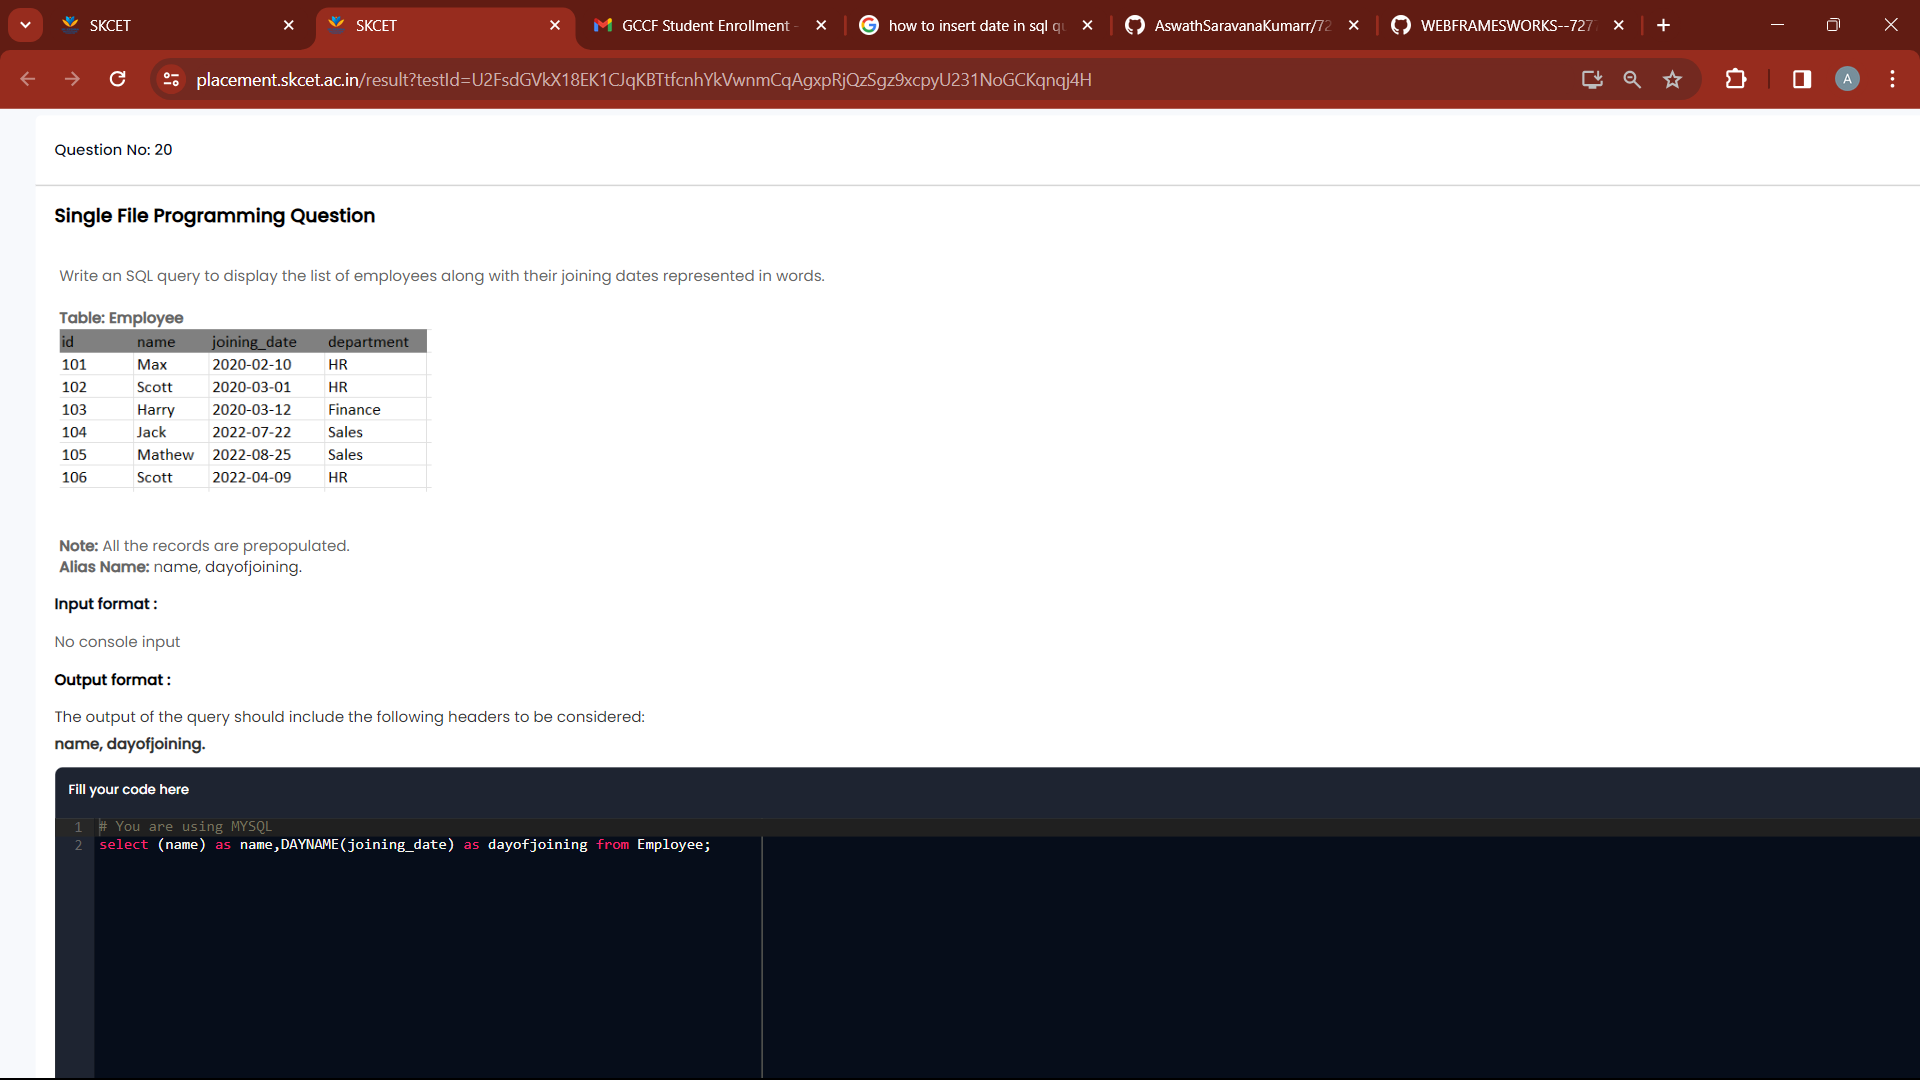 SKCET
SKCET
GCCF Student Enrollment -
how to insert date in sql qu
AswathSaravanaKumarr/72
WEBFRAMESWORKS--727
placement.skcet.ac.in/result?testId=U2FsdGVkX18EK1CJqKBTtfcnhYkVwnmCqAgxpRjQzSgz9xcpyU231NoGCKqnqj4H
A
Question No: 20
Single File Programming Question
Write an SQL query to display the list of employees along with their joining dates represented in words.
Table: Employee
id name joining_date department
101 Max 2020-02-10 HR
102 Scott 2020-03-01 HR
103 Harry 2020-03-12 Finance
104 Jack 2022-07-22 Sales
105 Mathew 2022-08-25 Sales
106 Scott 2022-04-09 HR
Note: All the records are prepopulated.
Alias Name: name, dayofjoining.
Input format :
No console input
Output format :
The output of the query should include the following headers to be considered:
name, dayofjoining.
Fill your code here
1 # You are using MYSQL
2 select (name) as name,DAYNAME(joining_date) as dayofjoining from Employee;